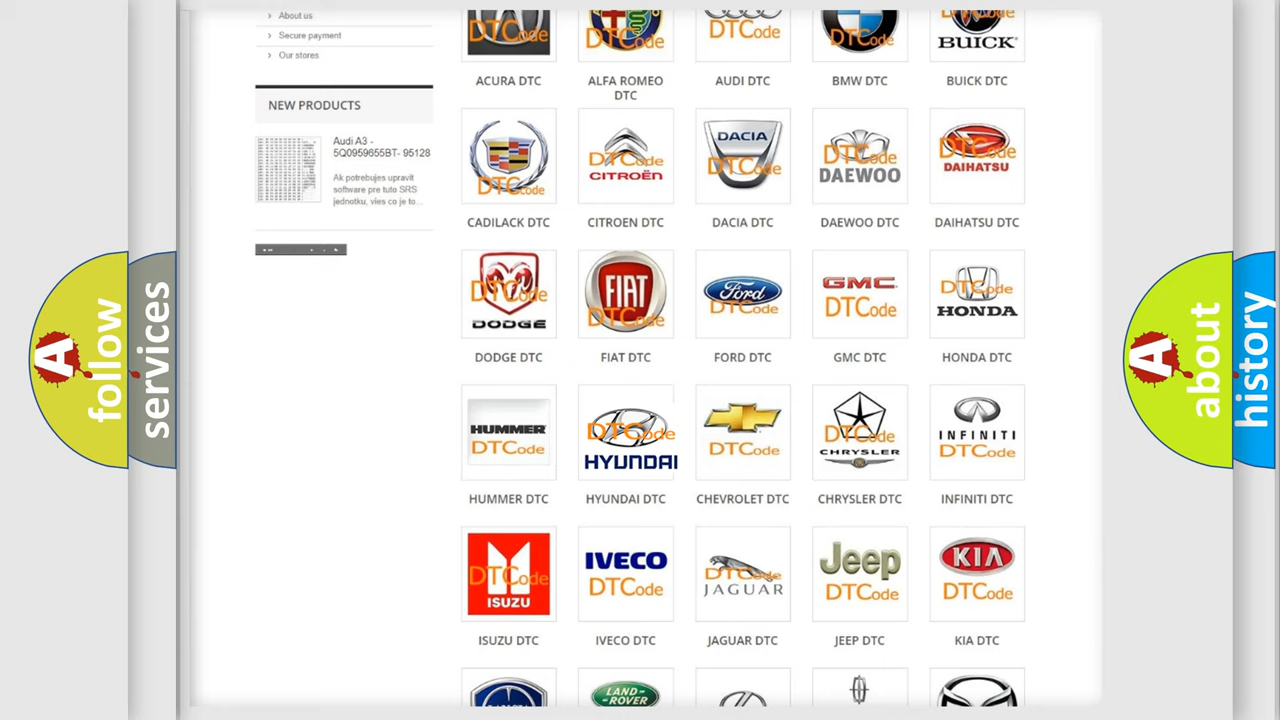 About us
Secure payment
Our stores
NEW PRODUCTS
Audi A3 -
5Q0959655BT- 95128
Ak potrebujes upravit
software pre tuto SRS
jednotku, vies co je to...
DTCode
DTCode
DTCode
DTCode
BUICK
ACURA DTC
ALFA ROMEO
DTC
AUDI DTC
BMW DTC
BUICK DTC
DTCode
DTCode
CITROËN
DACIA
DTCode
DTCode
DAEWOO
DTCode
DAIHATSU
CADILACK DTC
CITROEN DTC
DACIA DTC
DAEWOO DTC
DAIHATSU DTC
DTCode
DODGE
FIAT
DTCode
Ford
DTCode
GMC
DTCode
DTCode
HONDA
DODGE DTC
FIAT DTC
FORD DTC
GMC DTC
HONDA DTC
HUMMER
DTCode
DTCode
HYUNDAI
DTCode
DTCode
CHRYSLER
INFINITI
DTCode
HUMMER DTC
HYUNDAI DTC
CHEVROLET DTC
CHRYSLER DTC
INFINITI DTC
DTCode
ISUZU
IVECO
DTCode
DTCode
JAGUAR
Jeep
DTCode
KIA
DTCode
ISUZU DTC
IVECO DTC
JAGUAR DTC
JEEP DTC
KIA DTC
LAND-
ROVER
A
follow
services
A
about
history